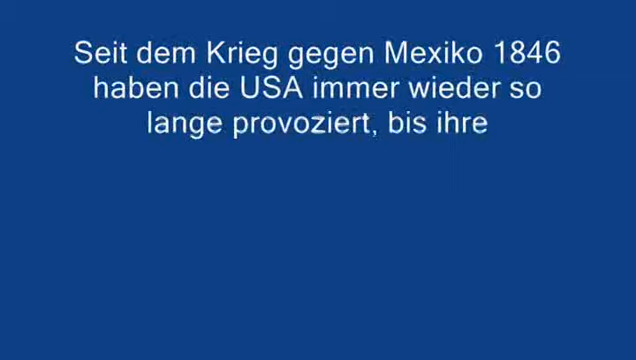 Seit dem Krieg gegen Mexiko 1846
haben die USA immer wieder so
lange provoziert, bis ihre